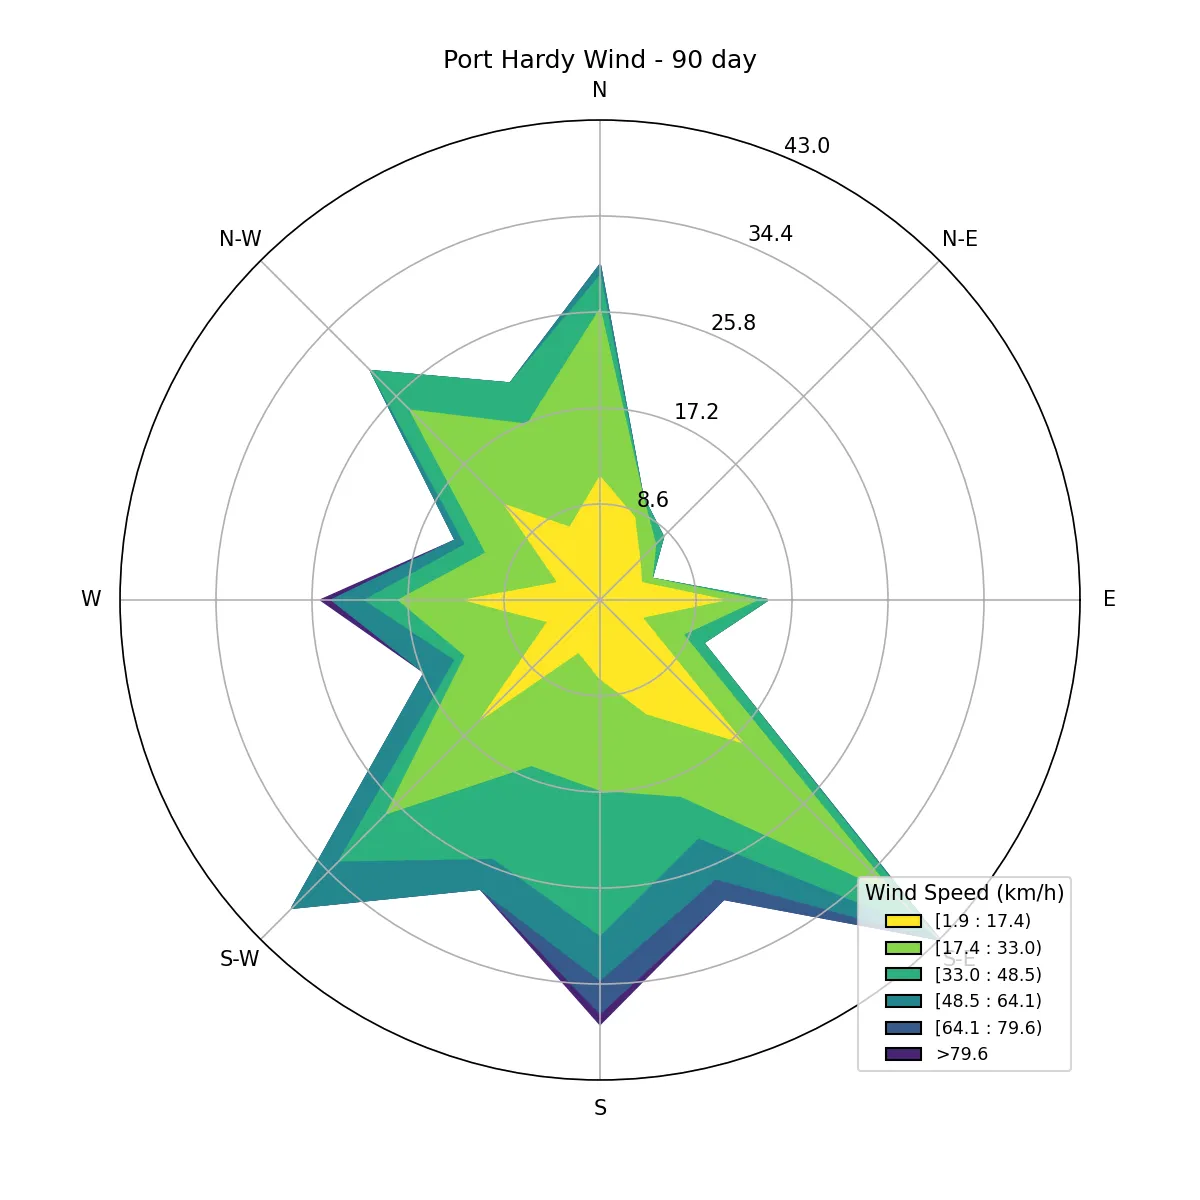 Port Hardy Wind - 90 day
N
43.0
N-W
34.4
N-E
25.8
17.2
8.6
W
E
Wind Speed (km/h)
[1.9 : 17.4)
[17.4 : 33.0)
S-W
S-E
[33.0 : 48.5)
[48.5 : 64.1)
[64.1 : 79.6)
>79.6
S